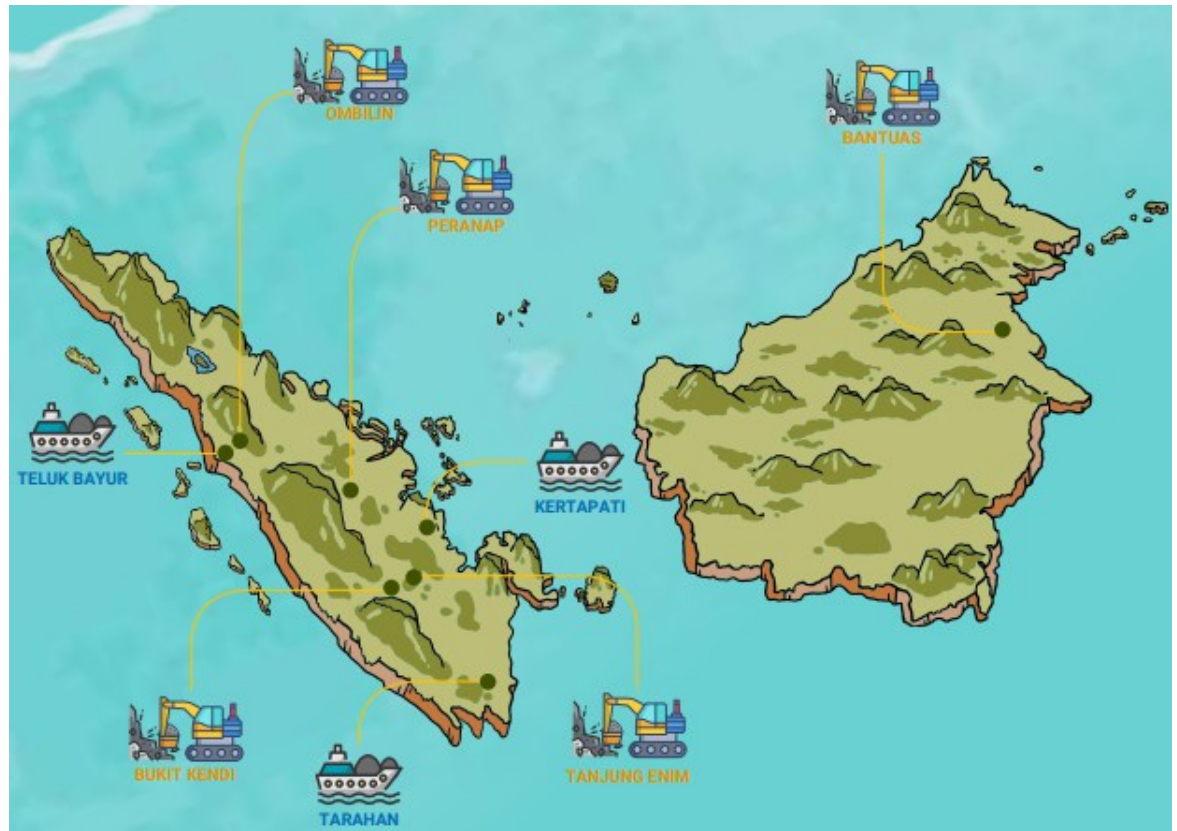 OMBILIN
BANTUAS
PERANAP
TELUK BAYUR
KERTAPATI
BUKIT KENDI
TANJUNG ENIM
TARAHAN